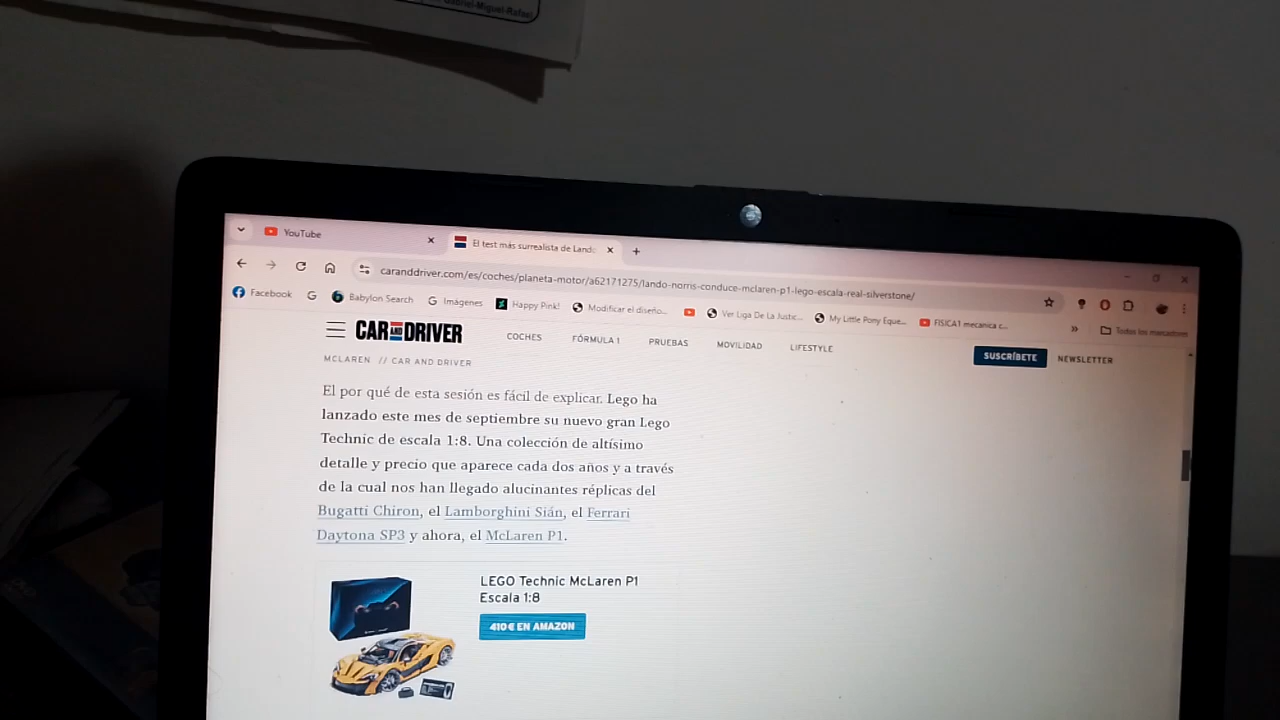 Gabriel-Miguel-Rafael
YouTube
El test más surrealista de Lando
caranddriver.com/es/coches/planeta-motor/a62171275/lando-norris-conduce-mclaren-p1-lego-escala-real-silverstone/
Facebook
Babylon Search
Imágenes
Happy Pink!
Modificar el diseño...
Ver Liga De La Justic...
My Little Pony Eque...
FISICA1 mecanica c...
Todos los marcadores
CAR AND DRIVER
COCHES
FÓRMULA 1
PRUEBAS
MOVILIDAD
LIFESTYLE
SUSCRÍBETE
NEWSLETTER
MCLAREN // CAR AND DRIVER
El por qué de esta sesión es fácil de explicar. Lego ha
lanzado este mes de septiembre su nuevo gran Lego
Technic de escala 1:8. Una colección de altísimo
detalle y precio que aparece cada dos años y a través
de la cual nos han llegado alucinantes réplicas del
Bugatti Chiron, el Lamborghini Sián, el Ferrari
Daytona SP3 y ahora, el McLaren P1.
LEGO Technic McLaren P1
Escala 1:8
410€ EN AMAZON